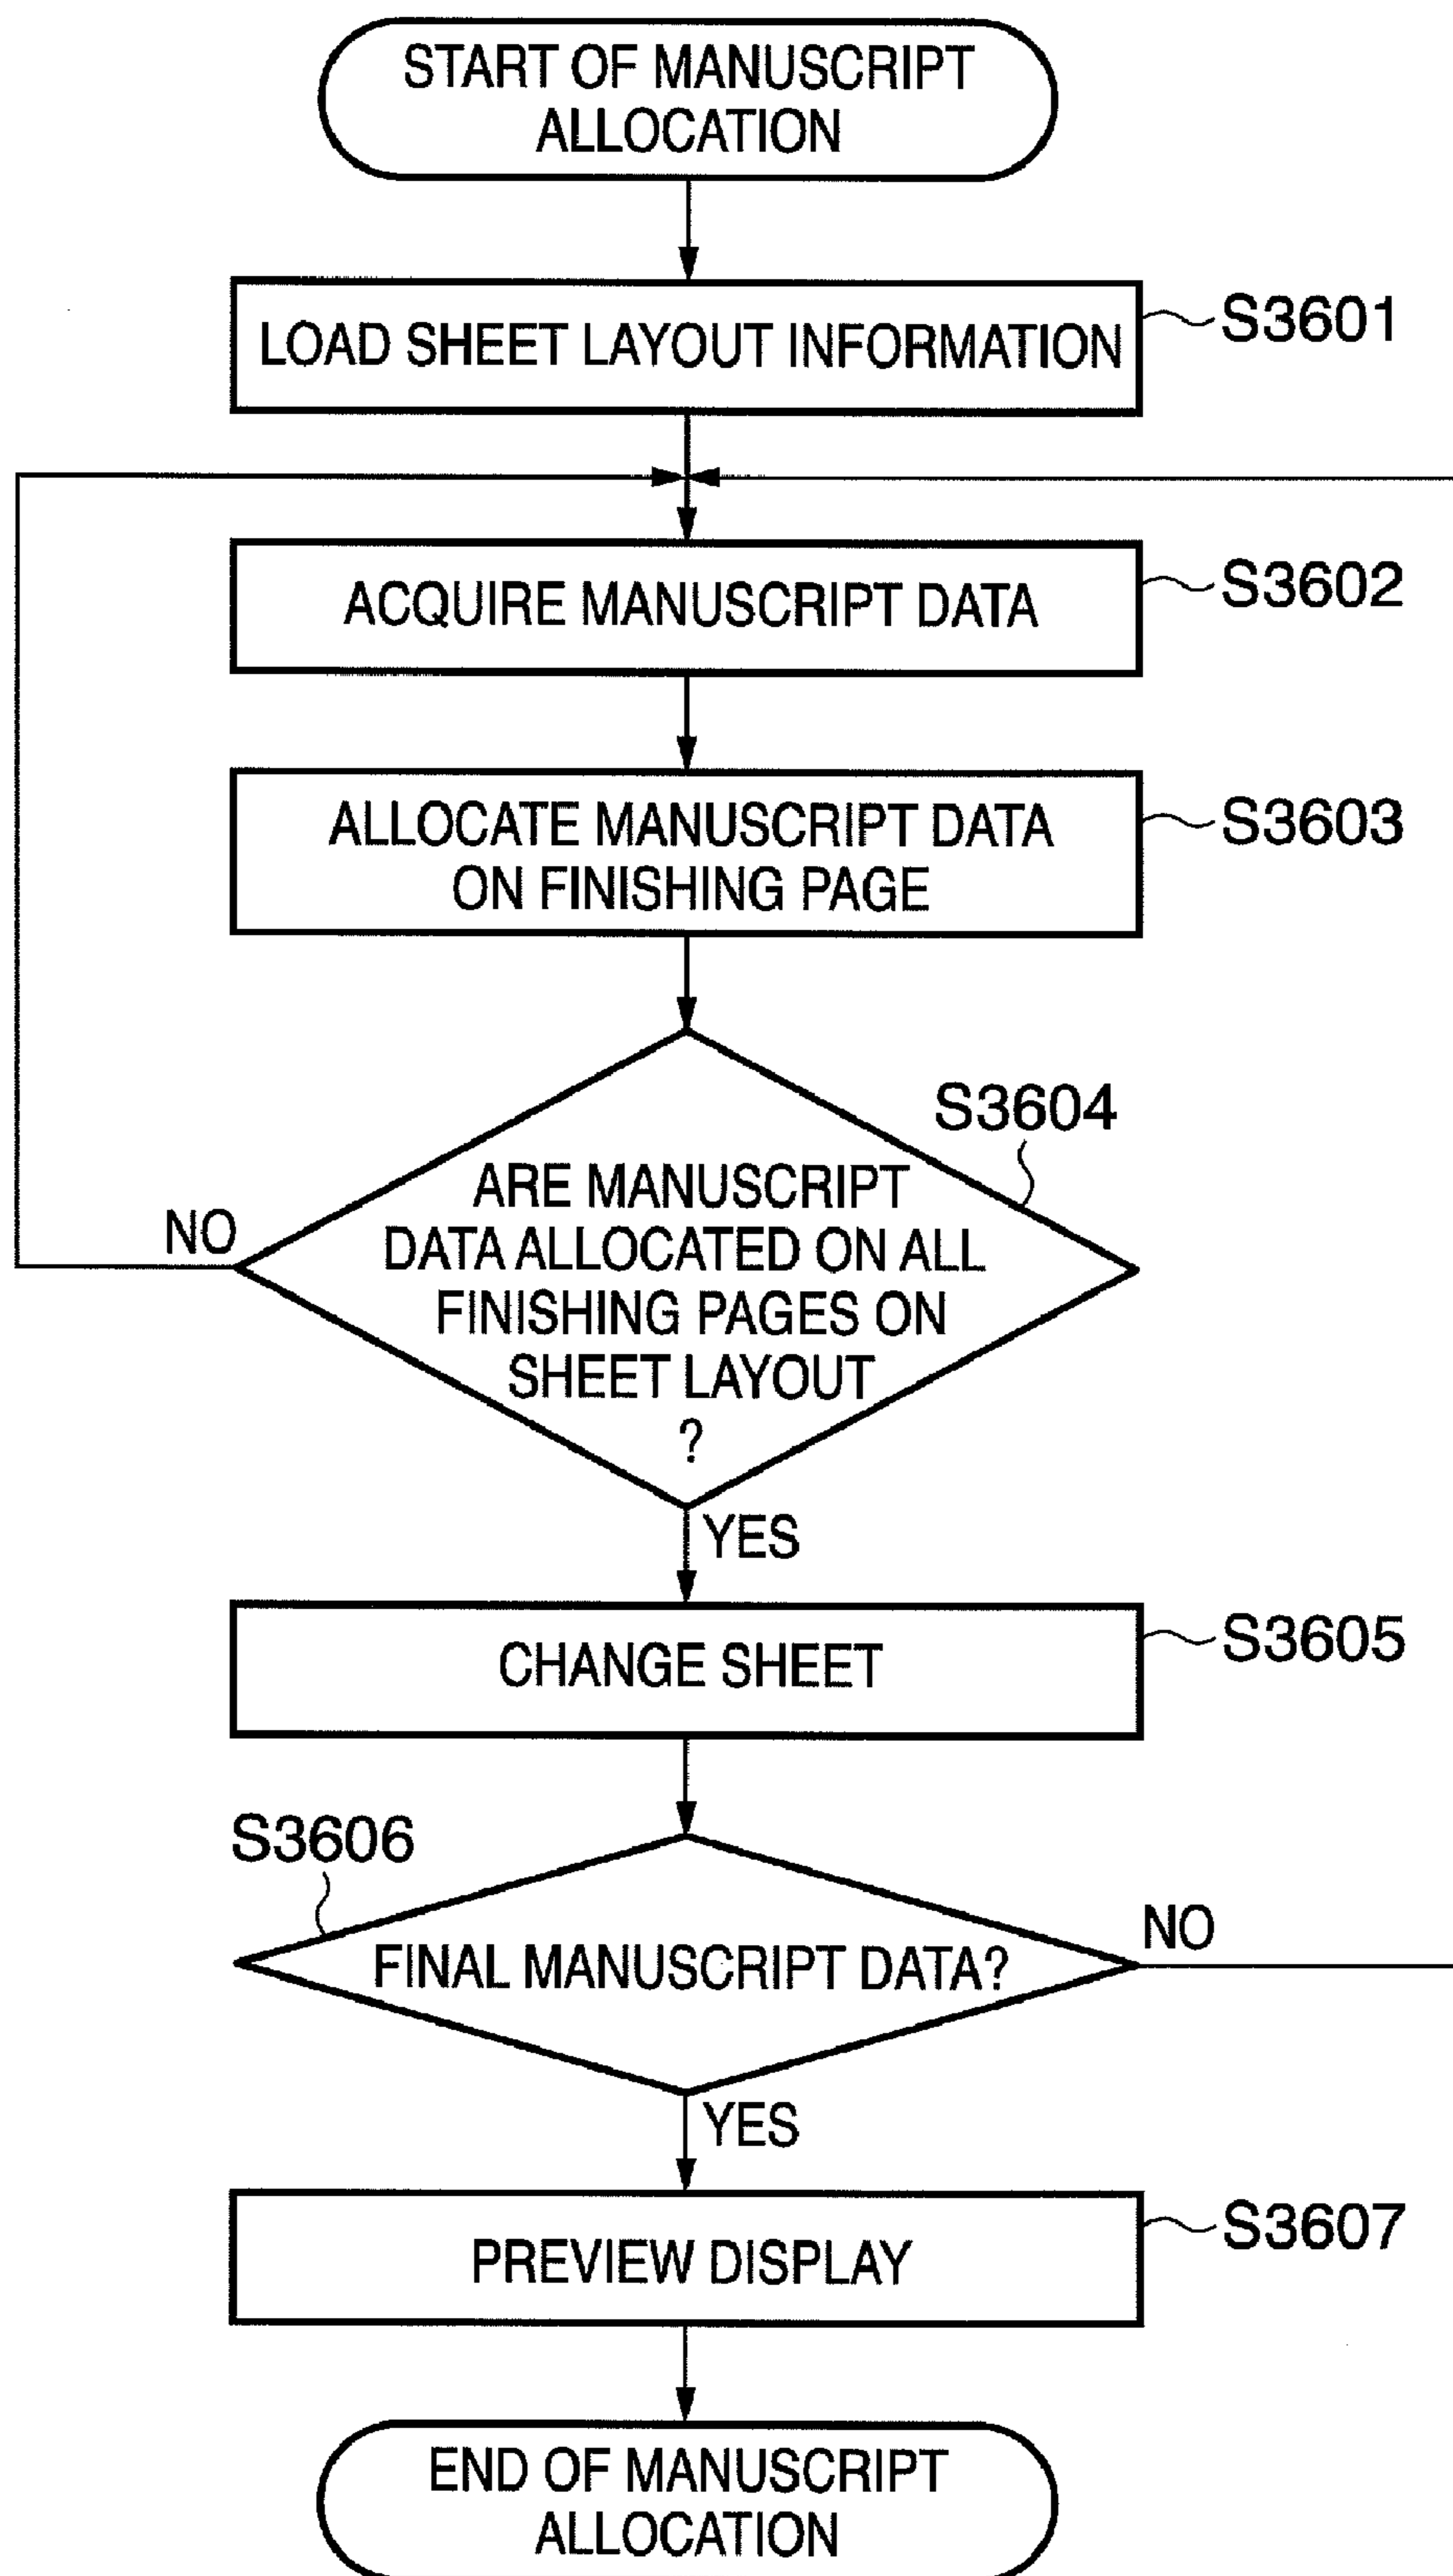 START OF MANUSCRIPT
ALLOCATION
LOAD SHEET LAYOUT INFORMATION
S3601
ACQUIRE MANUSCRIPT DATA
S3602
ALLOCATE MANUSCRIPT DATA
ON FINISHING PAGE
S3603
S3604
ARE MANUSCRIPT
DATA ALLOCATED ON ALL
FINISHING PAGES ON
SHEET LAYOUT
?
NO
YES
CHANGE SHEET
S3605
S3606
FINAL MANUSCRIPT DATA?
NO
YES
PREVIEW DISPLAY
S3607
END OF MANUSCRIPT
ALLOCATION